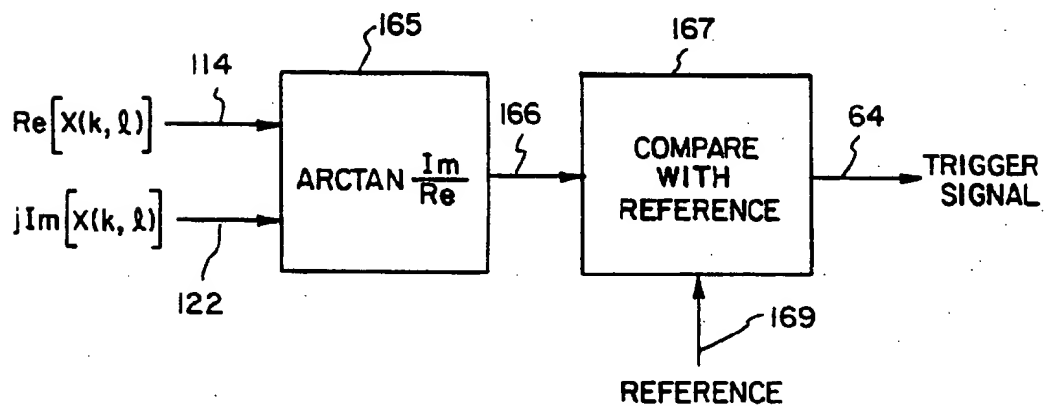 165
167
114
Re[X(k, ℓ)]
166
64
ARCTAN Im/Re
COMPARE
WITH
REFERENCE
TRIGGER
SIGNAL
jIm[X(k, ℓ)]
122
169
REFERENCE